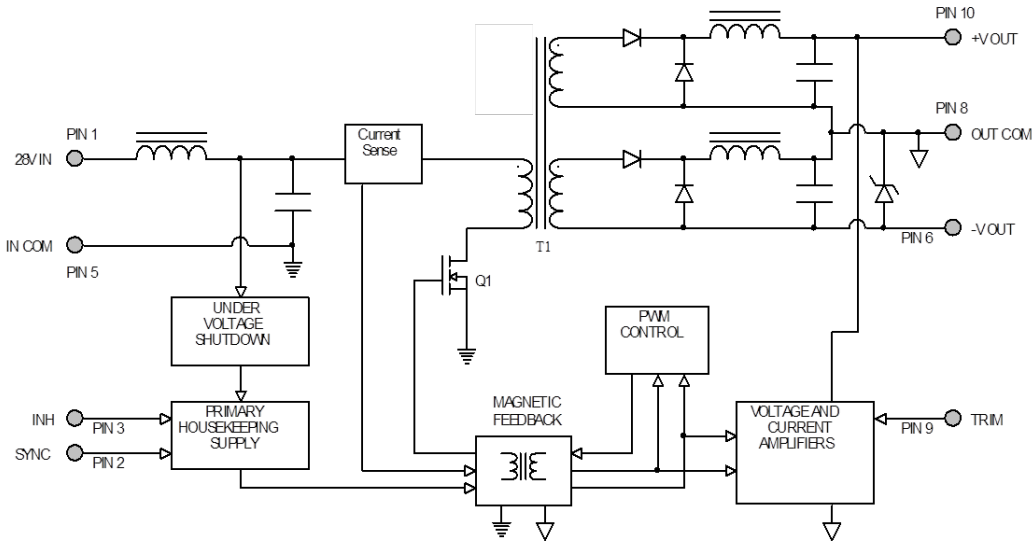 PIN 10
+V OUT
PIN 8
OUT COM
PIN 1
28V IN
Current
Sense
IN COM
PIN 5
T1
PIN 6
-V OUT
Q1
UNDER
VOLTAGE
SHUTDOWN
PWM
CONTROL
MAGNETIC
FEEDBACK
INH
PIN 3
SYNC
PIN 2
PRIMARY
HOUSEKEEPING
SUPPLY
VOLTAGE AND
CURRENT
AMPLIFIERS
PIN 9
TRIM